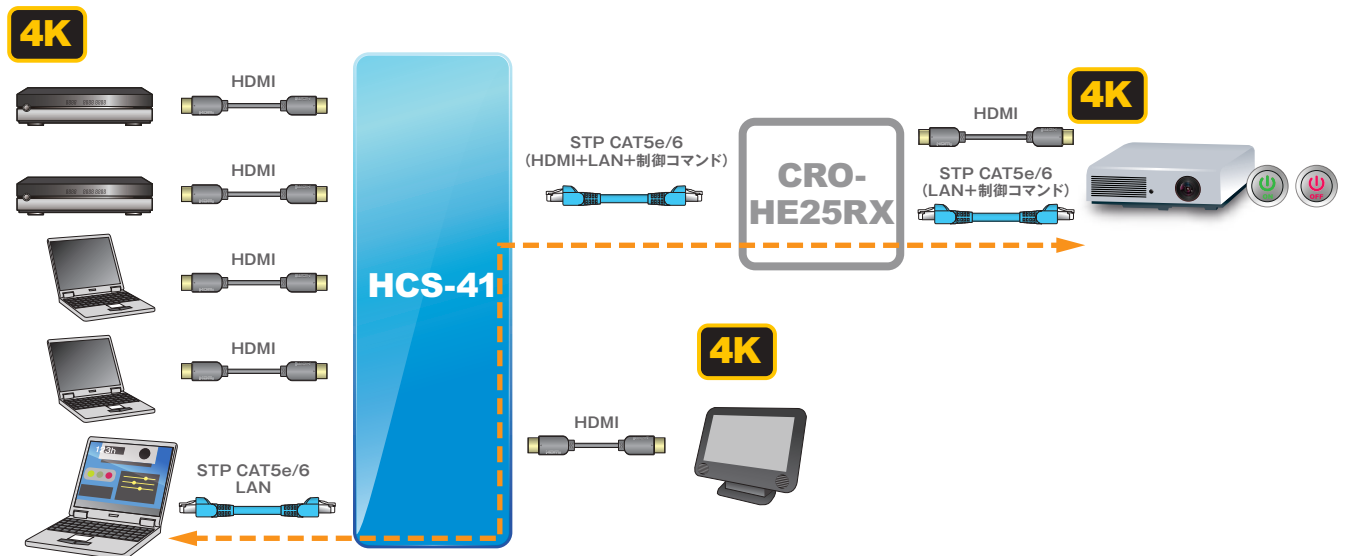 4K
HDMI
HDMI
HDMI
HDMI
STP CAT5e/6
LAN
HCS-41
STP CAT5e/6
（HDMI+LAN+制御コマンド）
CRO-
HE25RX
HDMI
STP CAT5e/6
（LAN+制御コマンド）
4K
OFF
4K
HDMI